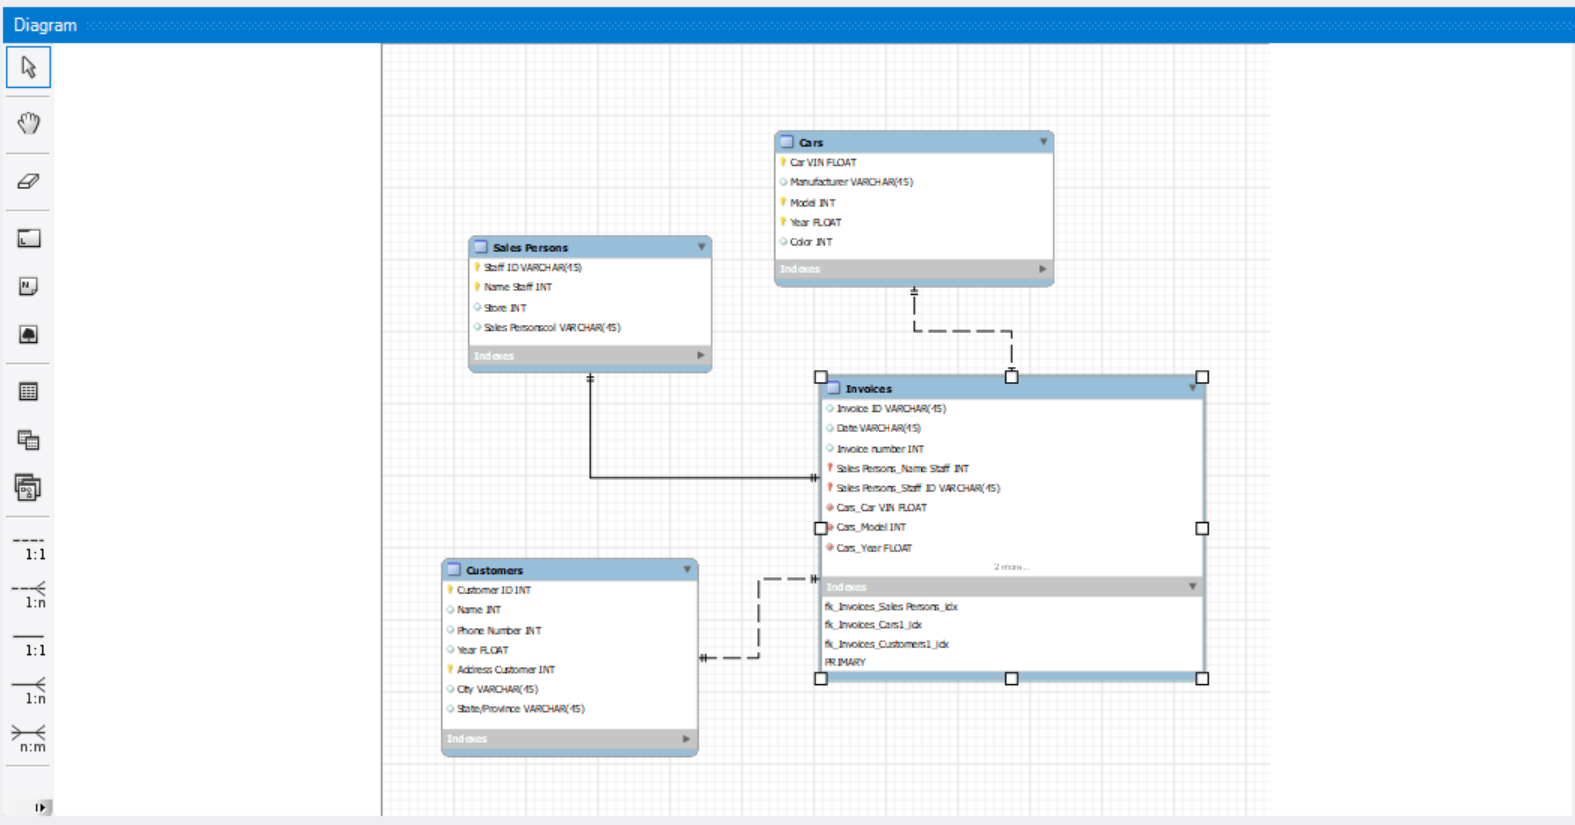 Diagram
Cars
Car VIN FLOAT
Manufacturer VARCHAR(45)
Model INT
Year FLOAT
Color INT
Indexes
Sales Persons
Staff ID VARCHAR(45)
Name Staff INT
Store INT
Sales Personscol VARCHAR(45)
Indexes
Invoices
Invoice ID VARCHAR(45)
Date VARCHAR(45)
Invoice number INT
Sales Persons_Name Staff INT
Sales Persons_Staff ID VARCHAR(45)
Cars_Car VIN FLOAT
Cars_Model INT
Cars_Year FLOAT
2 more...
Indexes
fk_Invoices_Sales Persons_idx
fk_Invoices_Cars1_idx
fk_Invoices_Customers1_idx
PRIMARY
Customers
Customer ID INT
Name INT
Phone Number INT
Year FLOAT
Address Customer INT
City VARCHAR(45)
State/Province VARCHAR(45)
Indexes
1:1
1:n
1:1
1:n
n:m